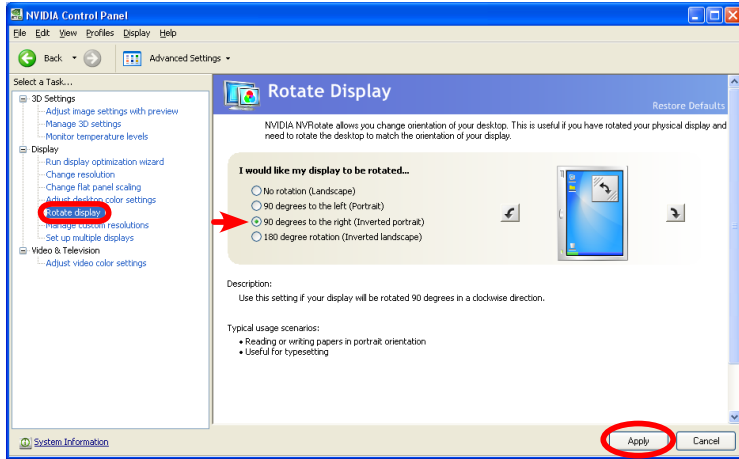 NVIDIA Control Panel
File Edit View Profiles Display Help
Back Advanced Settings
Select a Task...
3D Settings
Adjust image settings with preview
Manage 3D settings
Monitor temperature levels
Display
Run display optimization wizard
Change resolution
Change flat panel scaling
Adjust desktop color settings
Rotate display
Manage custom resolutions
Set up multiple displays
Video & Television
Adjust video color settings
Rotate Display
Restore Defaults
NVIDIA NVRotate allows you change orientation of your desktop. This is useful if you have rotated your physical display and
need to rotate the desktop to match the orientation of your display.
I would like my display to be rotated...
No rotation (Landscape)
90 degrees to the left (Portrait)
90 degrees to the right (Inverted portrait)
180 degree rotation (Inverted landscape)
Description:
Use this setting if your display will be rotated 90 degrees in a clockwise direction.
Typical usage scenarios:
• Reading or writing papers in portrait orientation
• Useful for typesetting
System Information
Apply Cancel